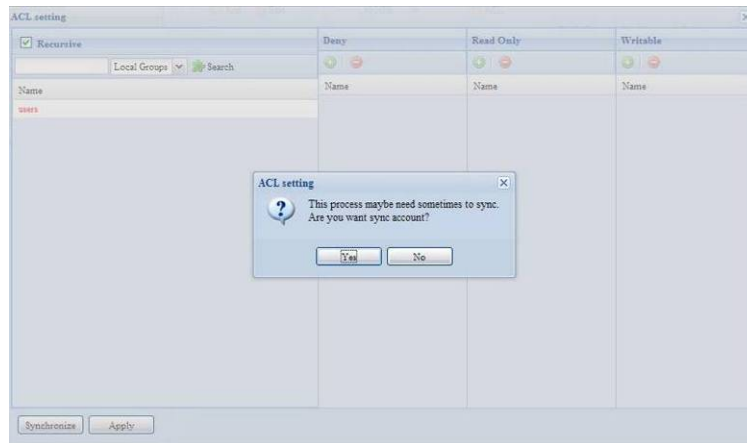 ACL setting
Recursive
Deny
Read Only
Writable
Local Groups
Search
Name
Name
Name
Name
users
ACL setting
This process maybe need sometimes to sync.
Are you want sync account?
Yes
No
Synchronize
Apply